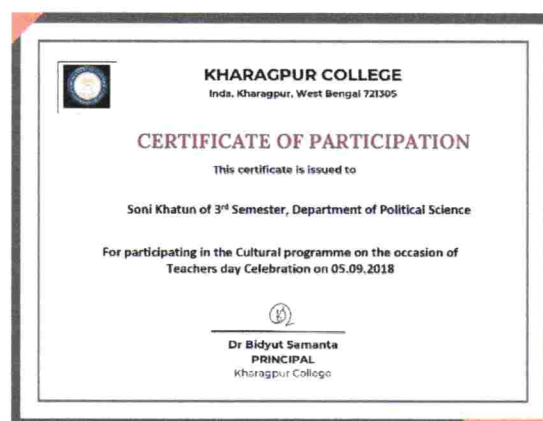 KHARAGPUR COLLEGE
Inda, Kharagpur, West Bengal 721305
CERTIFICATE OF PARTICIPATION
This certificate is issued to
Soni Khatun of 3rd Semester, Department of Political Science
For participating in the Cultural programme on the occasion of
Teachers day Celebration on 05.09.2018
Dr Bidyut Samanta
PRINCIPAL
Kharagpur College